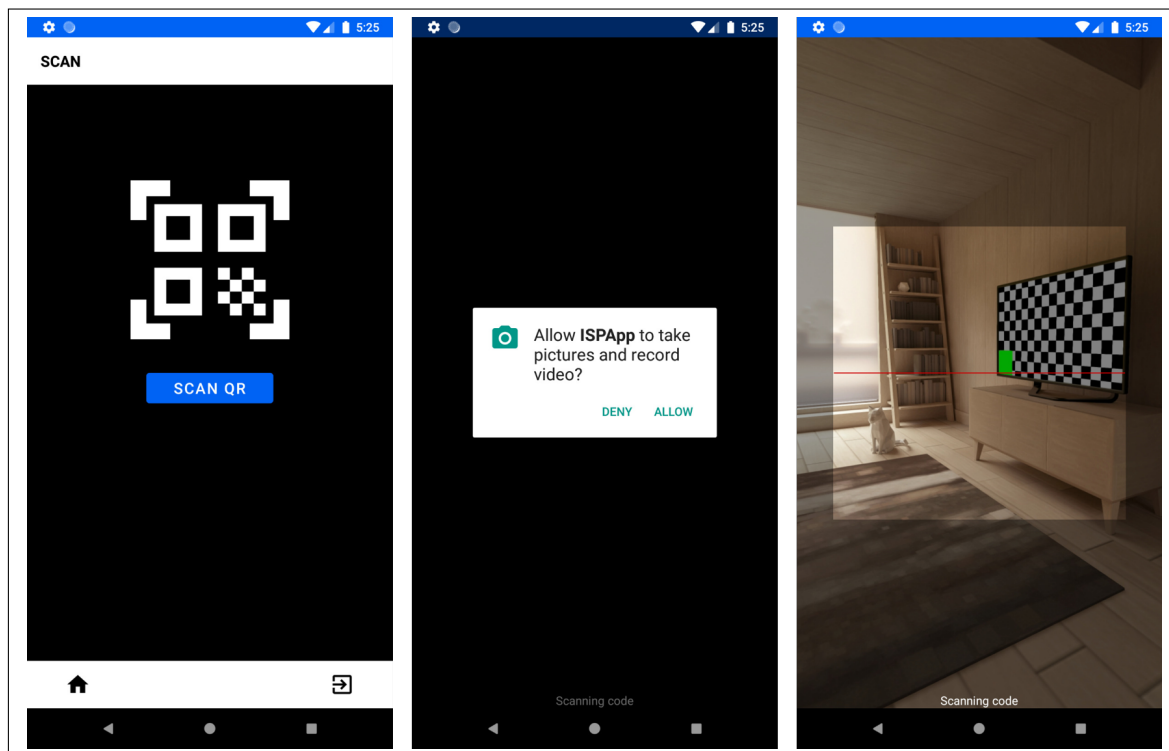 5:25
SCAN
SCAN QR
5:25
Allow ISPApp to take
pictures and record
video?
DENY ALLOW
Scanning code
5:25
Scanning code